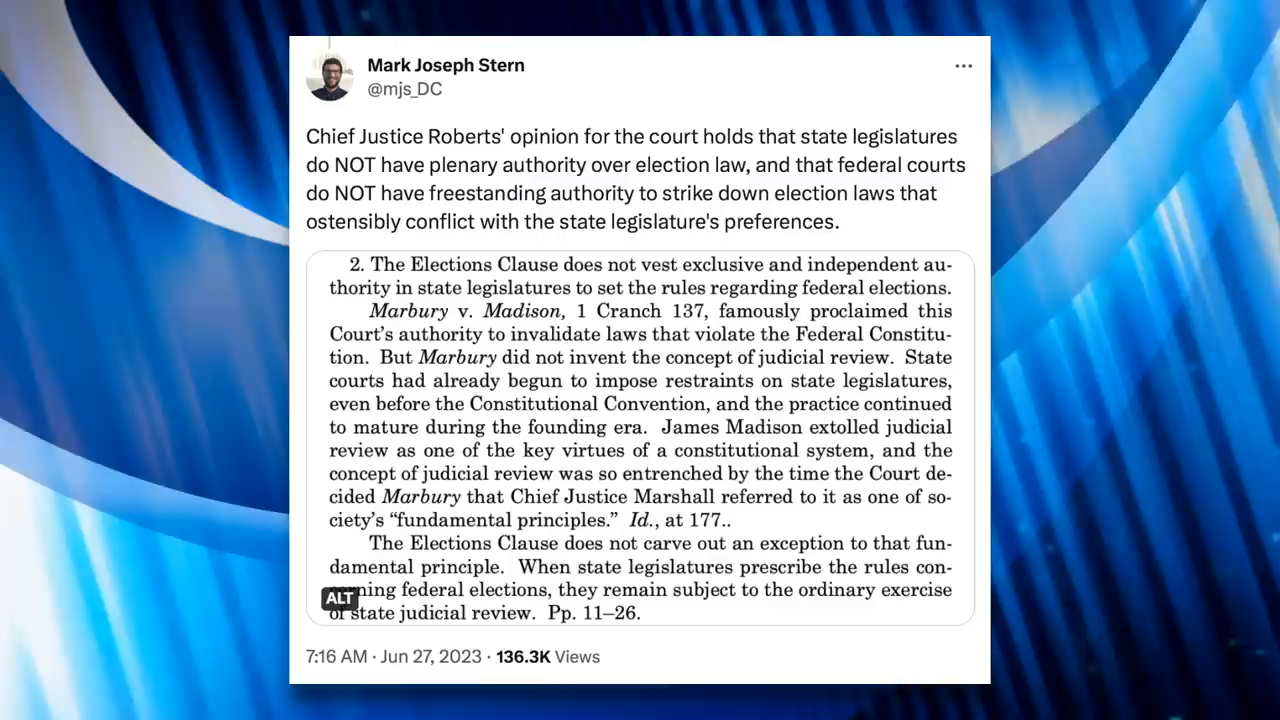 Mark Joseph Stern
@mjs_DC
Chief Justice Roberts' opinion for the court holds that state legislatures
do NOT have plenary authority over election law, and that federal courts
do NOT have freestanding authority to strike down election laws that
ostensibly conflict with the state legislature's preferences.
2. The Elections Clause does not vest exclusive and independent au-
thority in state legislatures to set the rules regarding federal elections.
Marbury v. Madison, 1 Cranch 137, famously proclaimed this
Court's authority to invalidate laws that violate the Federal Constitu-
tion. But Marbury did not invent the concept of judicial review. State
courts had already begun to impose restraints on state legislatures,
even before the Constitutional Convention, and the practice continued
to mature during the founding era. James Madison extolled judicial
review as one of the key virtues of a constitutional system, and the
concept of judicial review was so entrenched by the time the Court de-
cided Marbury that Chief Justice Marshall referred to it as one of so-
ciety's “fundamental principles.” Id., at 177..
The Elections Clause does not carve out an exception to that fun-
damental principle. When state legislatures prescribe the rules con-
ning federal elections, they remain subject to the ordinary exercise
ALT
of state judicial review. Pp. 11–26.
7:16 AM · Jun 27, 2023 · 136.3K Views